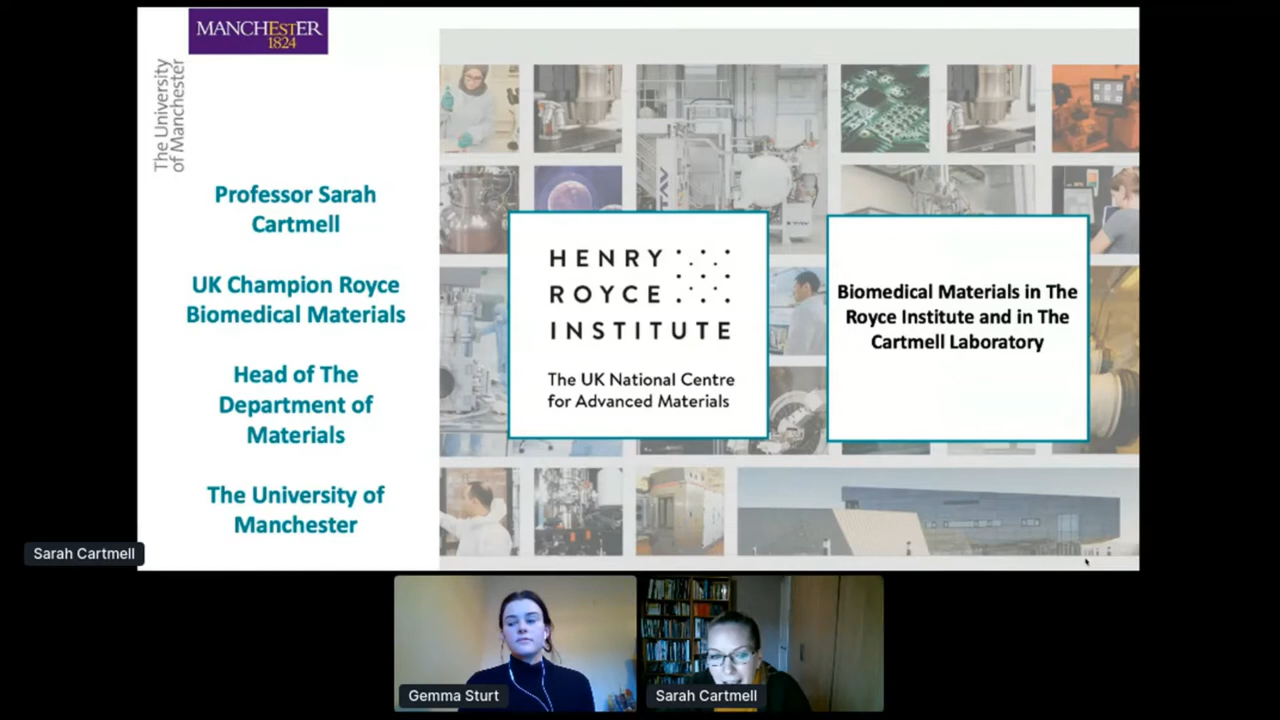 MANCHESTER
1824
The University
of Manchester
Professor Sarah
Cartmell
UK Champion Royce
Biomedical Materials
Head of The
Department of
Materials
The University of
Manchester
HENRY
ROYCE
INSTITUTE
The UK National Centre
for Advanced Materials
Biomedical Materials in The
Royce Institute and in The
Cartmell Laboratory
TAV
Sarah Cartmell
Gemma Sturt
Sarah Cartmell